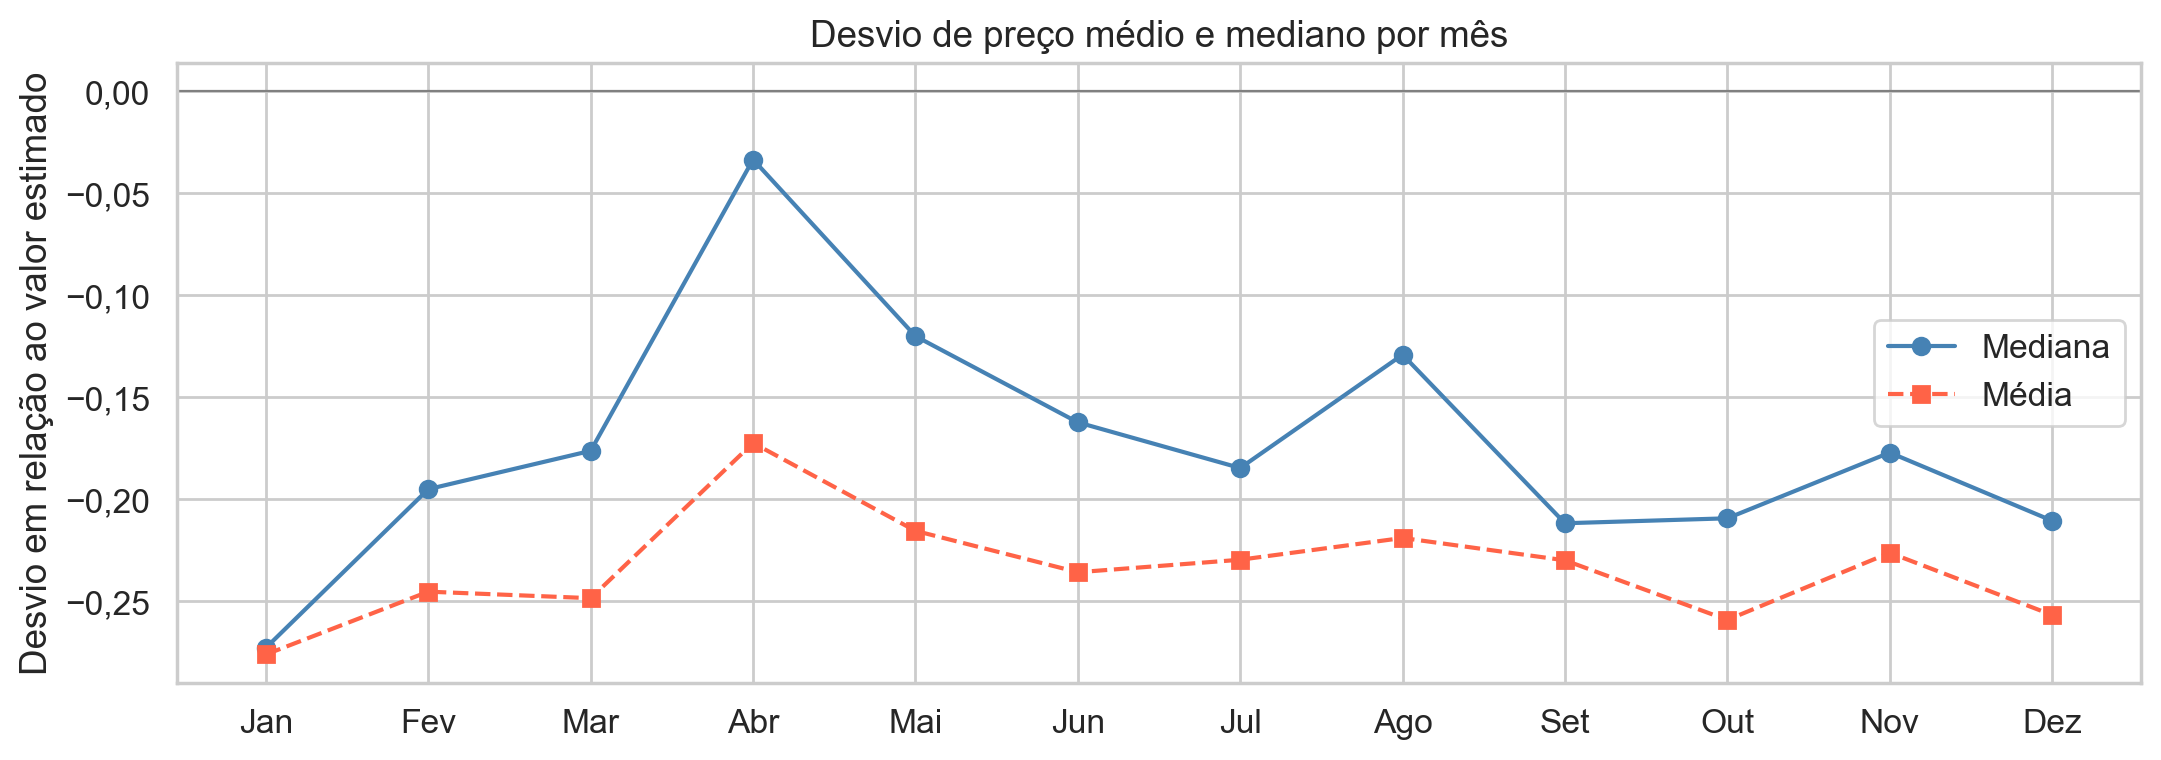 Desvio de preço médio e mediano por mês
Desvio em relação ao valor estimado
0,00
−0,05
−0,10
−0,15
−0,20
−0,25
Mediana
Média
Jan Fev Mar Abr Mai Jun Jul Ago Set Out Nov Dez